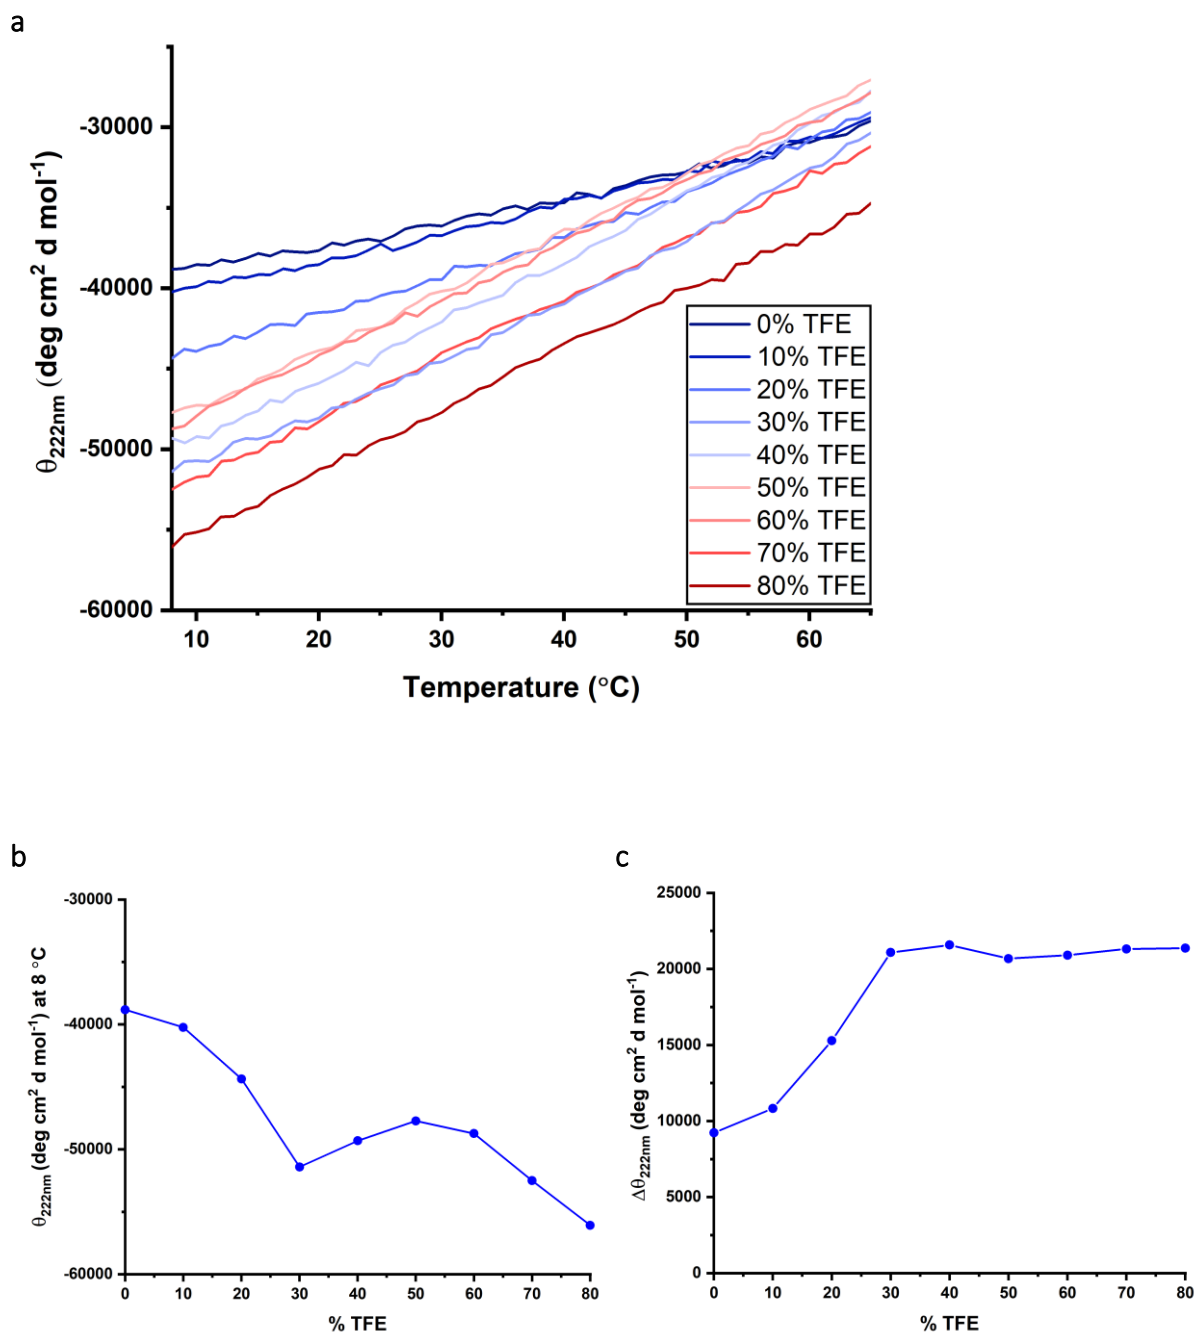 a
-30000
-40000
-50000
-60000
θ222nm (deg cm² d mol⁻¹)
10 20 30 40 50 60
Temperature (°C)
0% TFE
10% TFE
20% TFE
30% TFE
40% TFE
50% TFE
60% TFE
70% TFE
80% TFE
b
-30000
-40000
-50000
-60000
θ222nm (deg cm² d mol⁻¹) at 8 °C
0 10 20 30 40 50 60 70 80
% TFE
c
25000
20000
15000
10000
5000
0
Δθ222nm (deg cm² d mol⁻¹)
0 10 20 30 40 50 60 70 80
% TFE